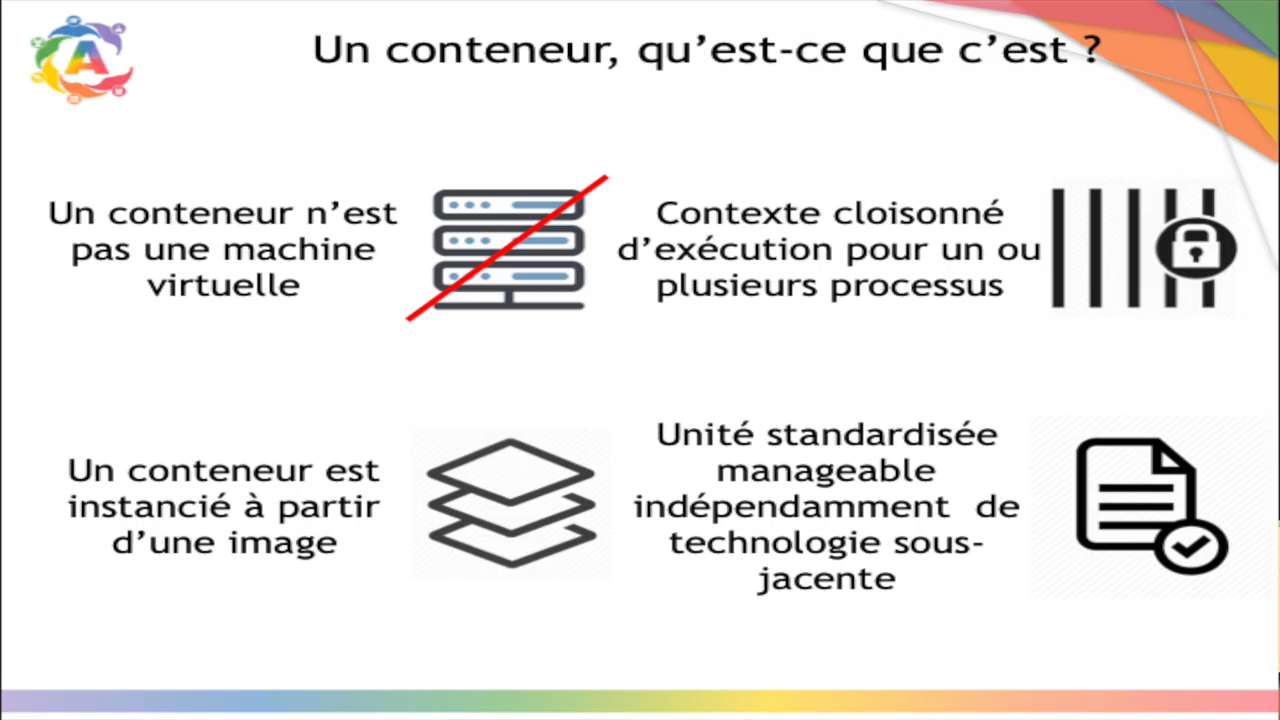 Un conteneur, qu’est-ce que c’est ?
Un conteneur n’est
pas une machine
virtuelle
Contexte cloisonné
d’exécution pour un ou
plusieurs processus
Un conteneur est
instancié à partir
d’une image
Unité standardisée
manageable
indépendamment  de
technologie sous-
jacente
A